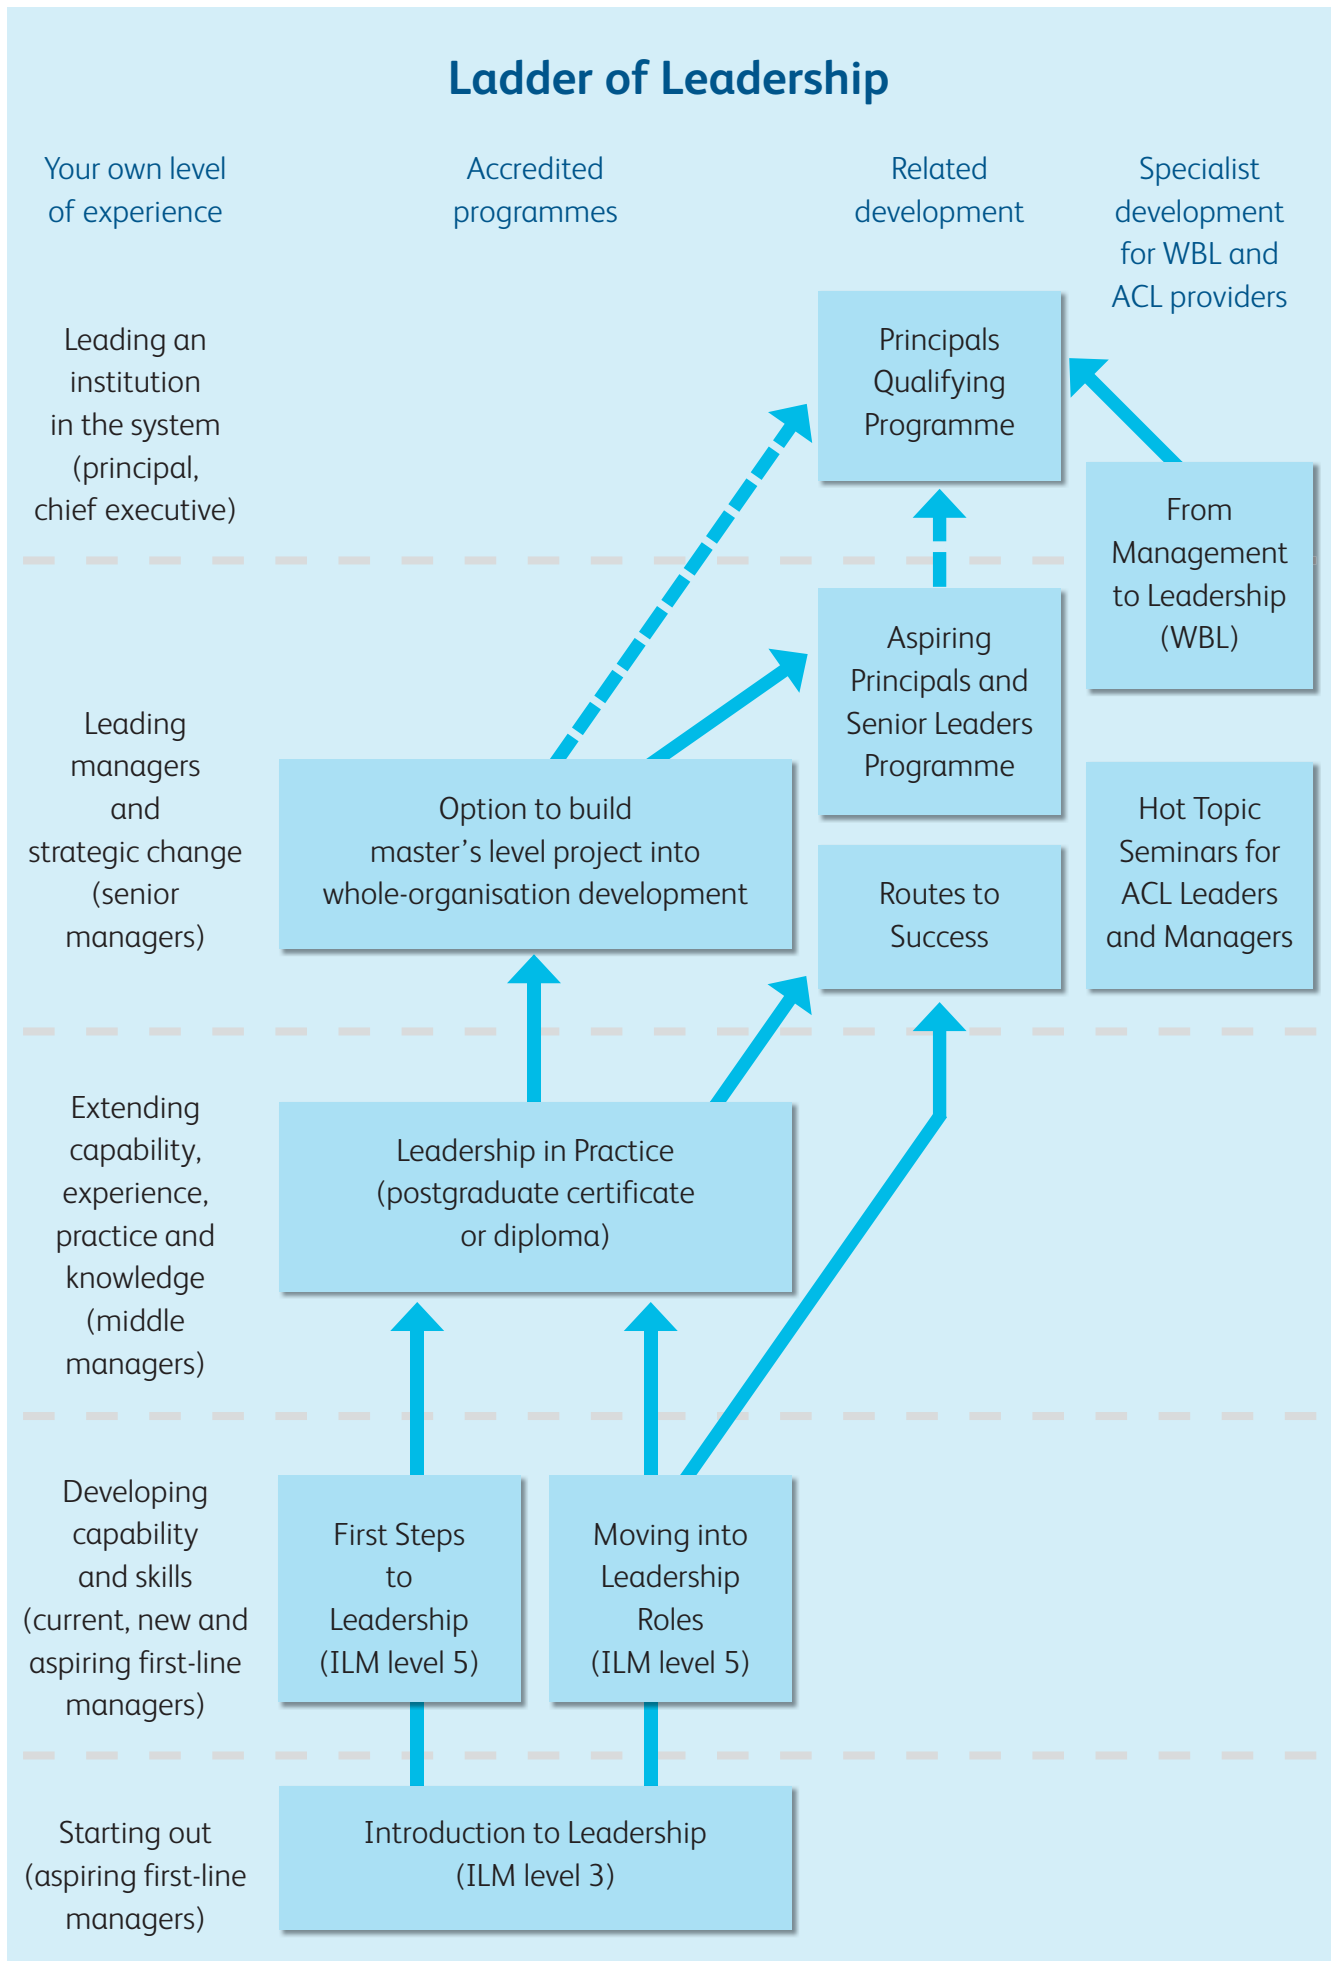 Ladder of Leadership
Your own level
of experience
Accredited
programmes
Related
development
Specialist
development
for WBL and
ACL providers
Leading an
institution
in the system
(principal,
chief executive)
Principals
Qualifying
Programme
From
Management
to Leadership
(WBL)
Leading
managers
and
strategic change
(senior
managers)
Option to build
master's level project into
whole-organisation development
Aspiring
Principals and
Senior Leaders
Programme
Routes to
Success
Hot Topic
Seminars for
ACL Leaders
and Managers
Extending
capability,
experience,
practice and
knowledge
(middle
managers)
Leadership in Practice
(postgraduate certificate
or diploma)
Developing
capability
and skills
(current, new and
aspiring first-line
managers)
First Steps
to
Leadership
(ILM level 5)
Moving into
Leadership
Roles
(ILM level 5)
Starting out
(aspiring first-line
managers)
Introduction to Leadership
(ILM level 3)